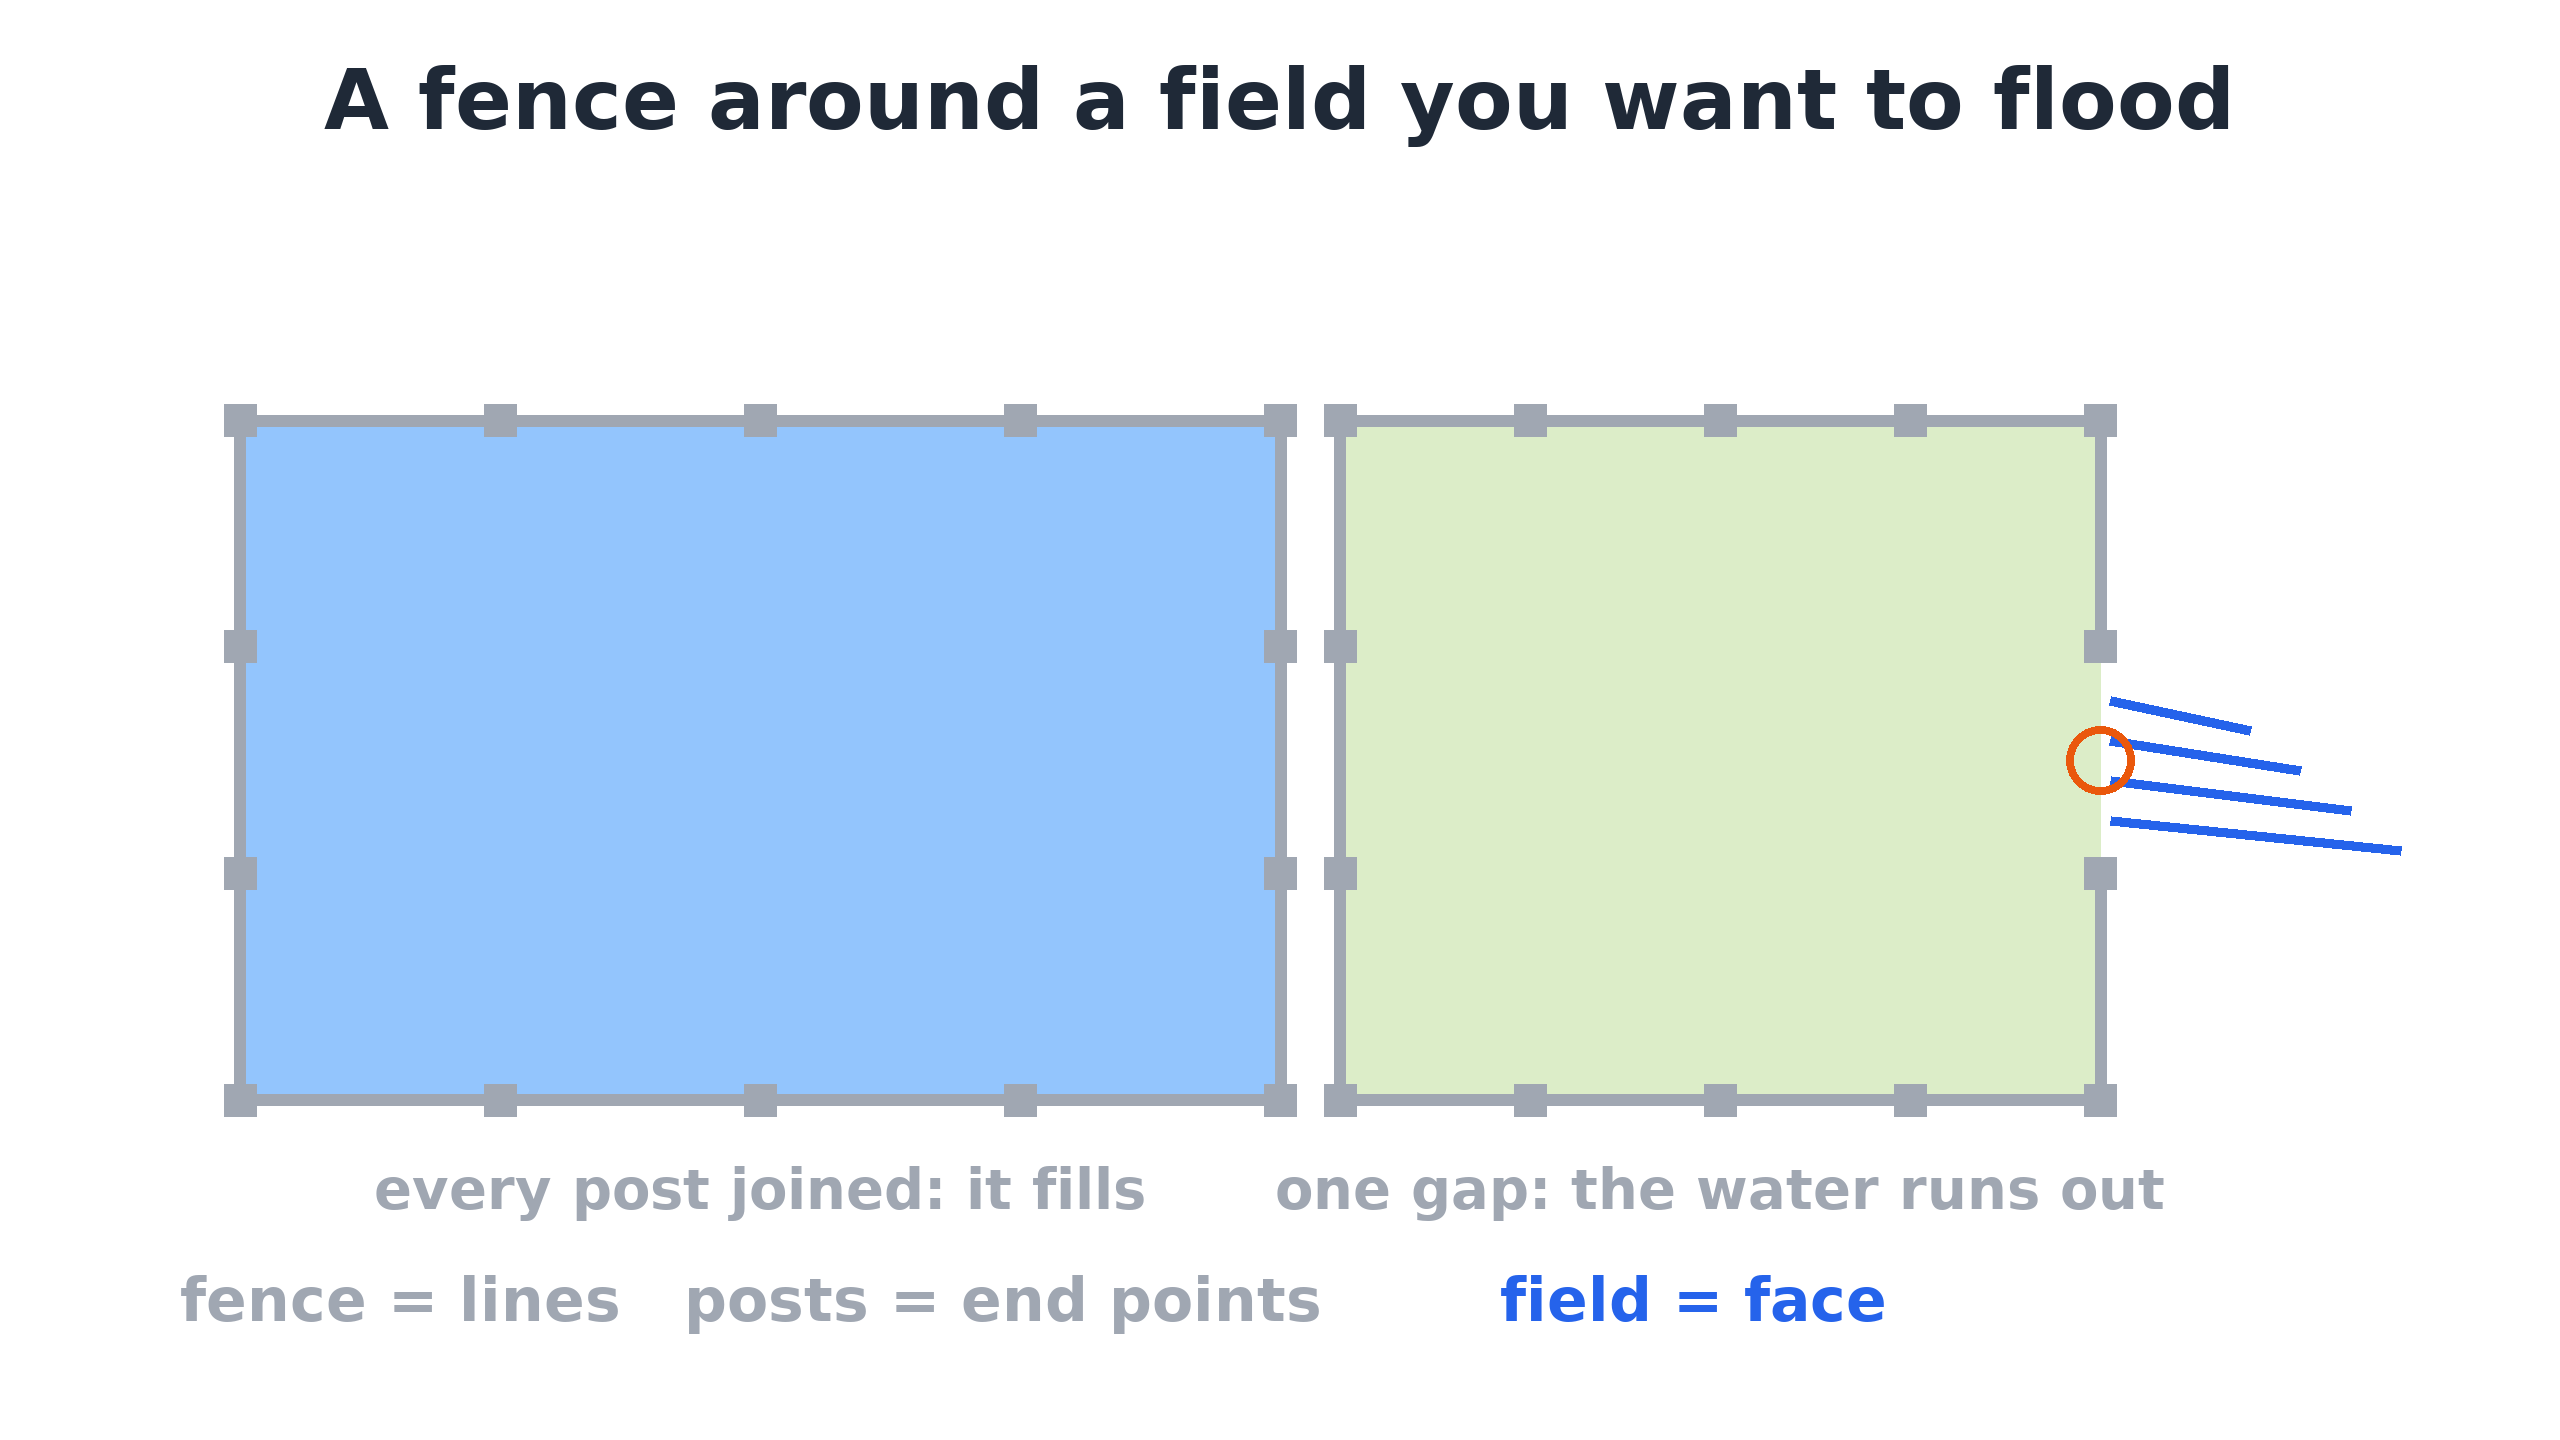 A fence around a field you want to flood
every post joined: it fills
one gap: the water runs out
fence = lines
posts = end points
field = face